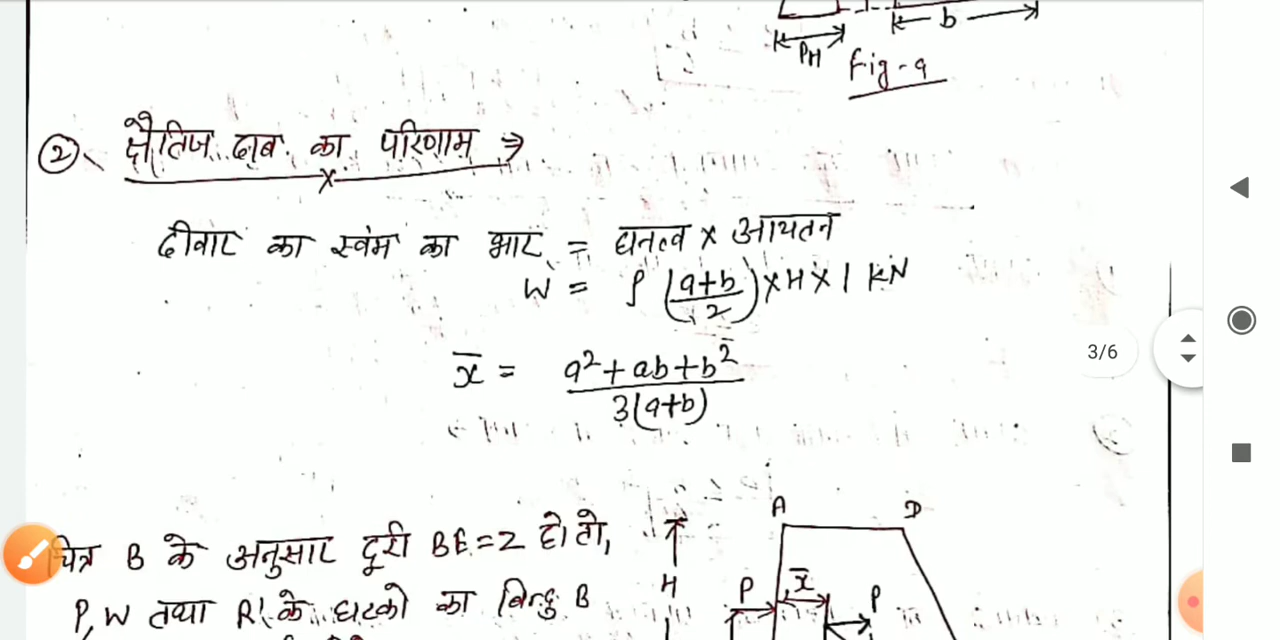 b
PH
Fig-9
②、 क्षैतिज दाब का परिणाम ⇒
दीवार का स्वंम का भार = घनत्व × आयतन
W = ρ (a+b/2) × H × 1 KN
x̄ = a²+ab+b² / 3(a+b)
3/6
A D
चित्र B के अनुसार दूरी BE=Z हो तो,
H P x̄ P
P, W तथा R' के घटको का बिन्दु B